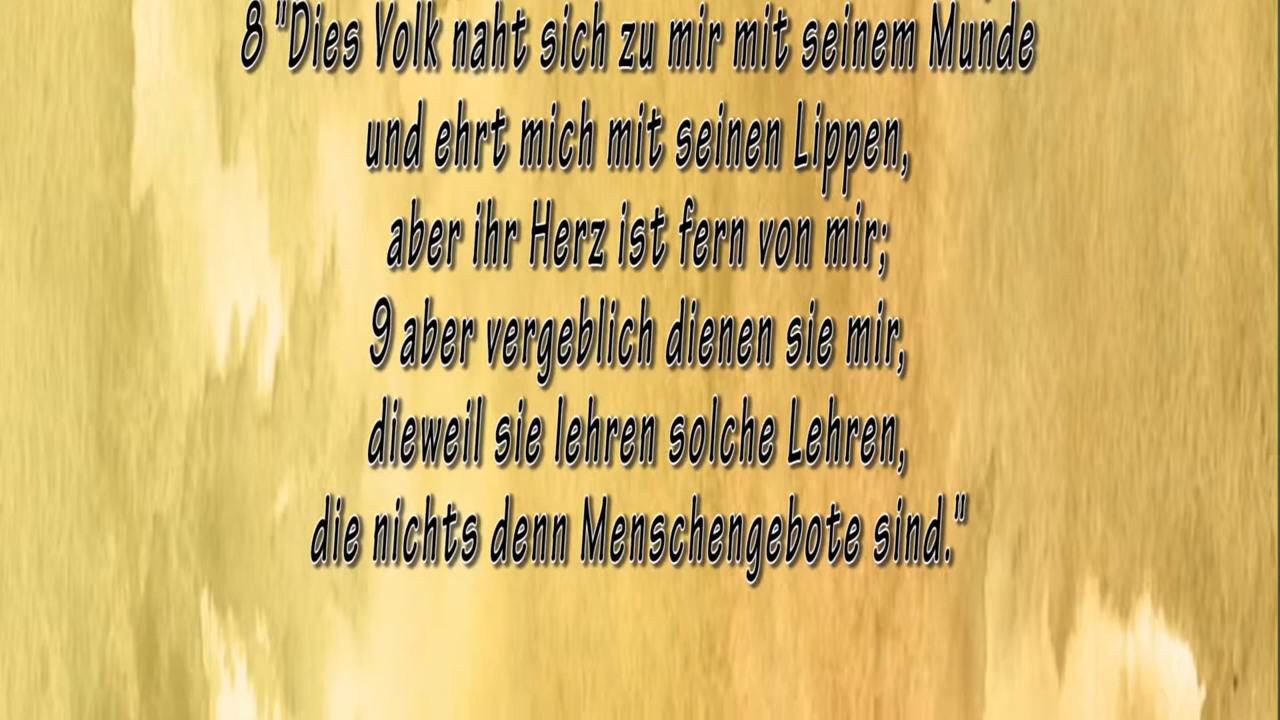 8 "Dies Volk naht sich zu mir mit seinem Munde
und ehrt mich mit seinen Lippen,
aber ihr Herz ist fern von mir;
9 aber vergeblich dienen sie mir,
dieweil sie lehren solche Lehren,
die nichts denn Menschengebote sind."